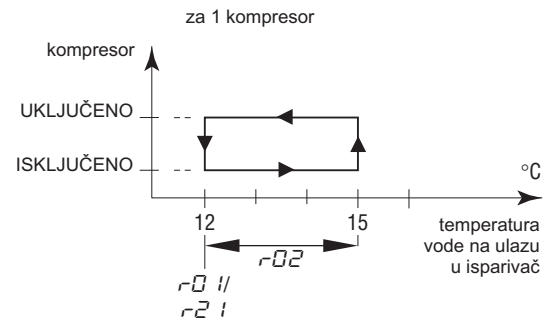 za 1 kompresor
kompresor
UKLJUČENO
ISKLJUČENO
°C
12
15
temperatura
vode na ulazu
u isparivač
r02
r01/
r21